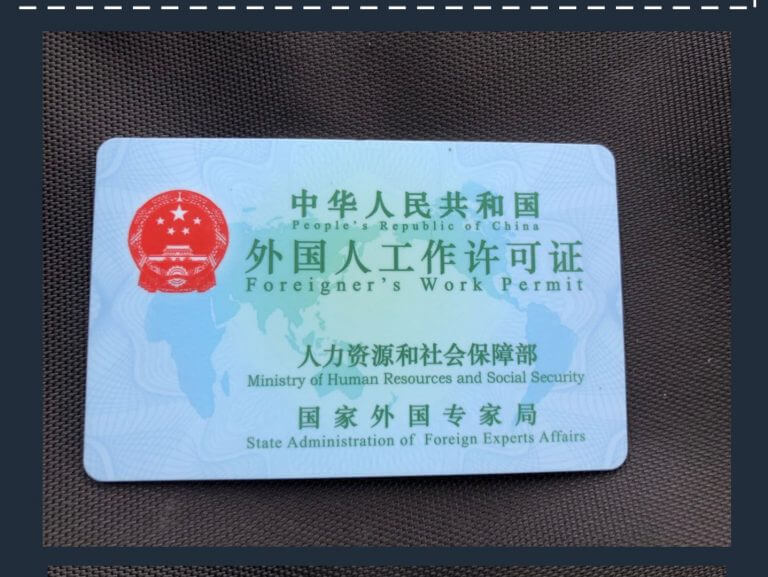 中华人民共和国
People's Republic of China
外国人工作许可证
Foreigner's Work Permit
人力资源和社会保障部
Ministry of Human Resources and Social Security
国家外国专家局
State Administration of Foreign Experts Affairs